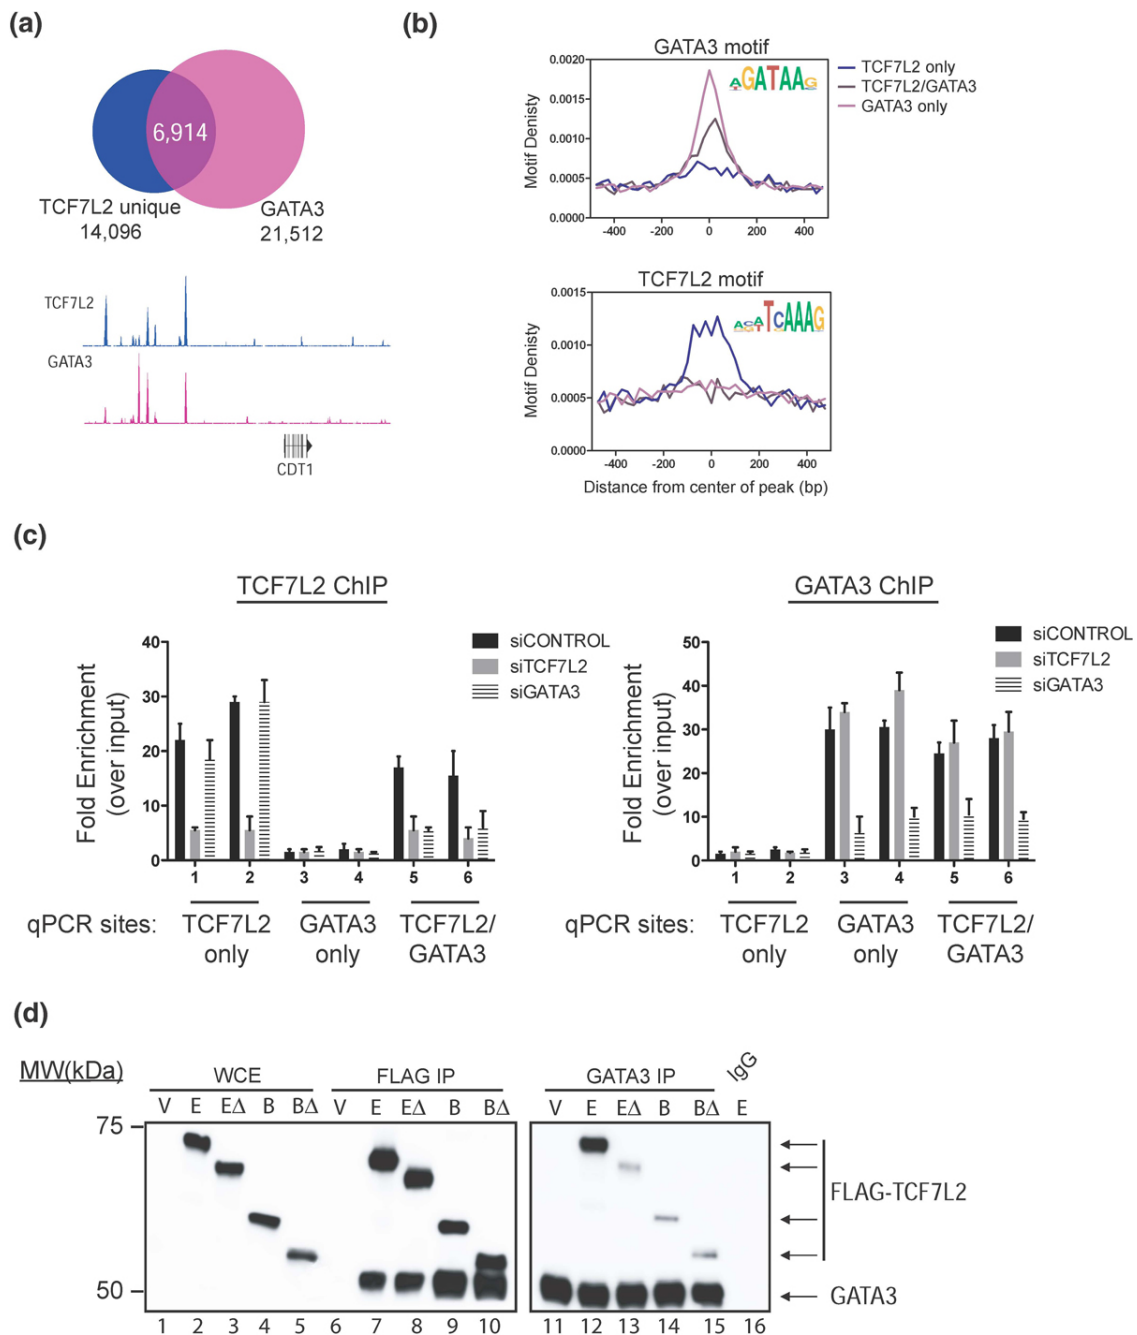 (a)
6,914
TCF7L2 unique
14,096
GATA3
21,512
TCF7L2
GATA3
CDT1
(b)
GATA3 motif
Motif Denisty
0.0020
0.0015
0.0010
0.0005
0.0000
-400 -200 0 200 400
GATAAG
TCF7L2 only
TCF7L2/GATA3
GATA3 only
TCF7L2 motif
Motif Denisty
0.0015
0.0010
0.0005
0.0000
-400 -200 0 200 400
TCAAAG
Distance from center of peak (bp)
(c)
TCF7L2 ChIP
Fold Enrichment
(over input)
40
30
20
10
0
siCONTROL
siTCF7L2
siGATA3
1 2 3 4 5 6
qPCR sites: TCF7L2 only GATA3 only TCF7L2/ GATA3
GATA3 ChIP
Fold Enrichment
(over input)
50
40
30
20
10
0
siCONTROL
siTCF7L2
siGATA3
1 2 3 4 5 6
qPCR sites: TCF7L2 only GATA3 only TCF7L2/ GATA3
(d)
MW(kDa)
WCE FLAG IP GATA3 IP IgG
V E EΔ B BΔ V E EΔ B BΔ V E EΔ B BΔ E
75
50
FLAG-TCF7L2
GATA3
1 2 3 4 5 6 7 8 9 10 11 12 13 14 15 16